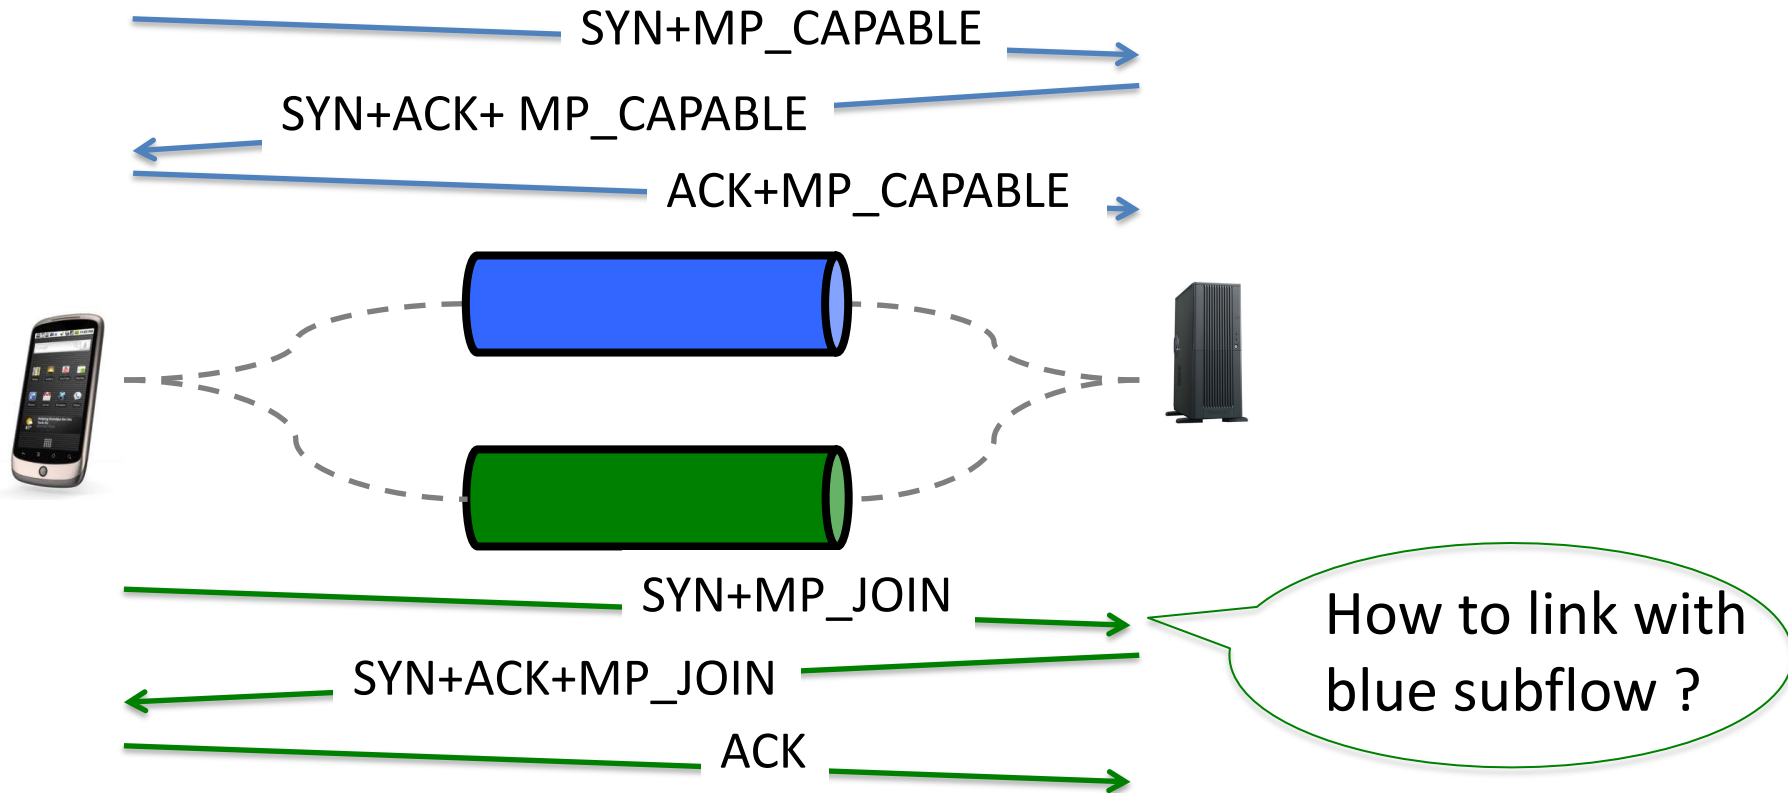 SYN+MP_CAPABLE
SYN+ACK+ MP_CAPABLE
ACK+MP_CAPABLE
SYN+MP_JOIN
How to link with
blue subflow ?
SYN+ACK+MP_JOIN
ACK